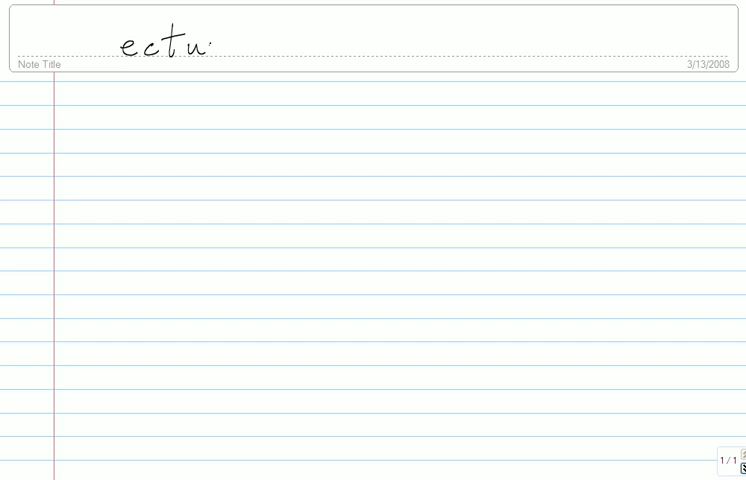 ectu
Note Title
3/13/2008
1 / 1